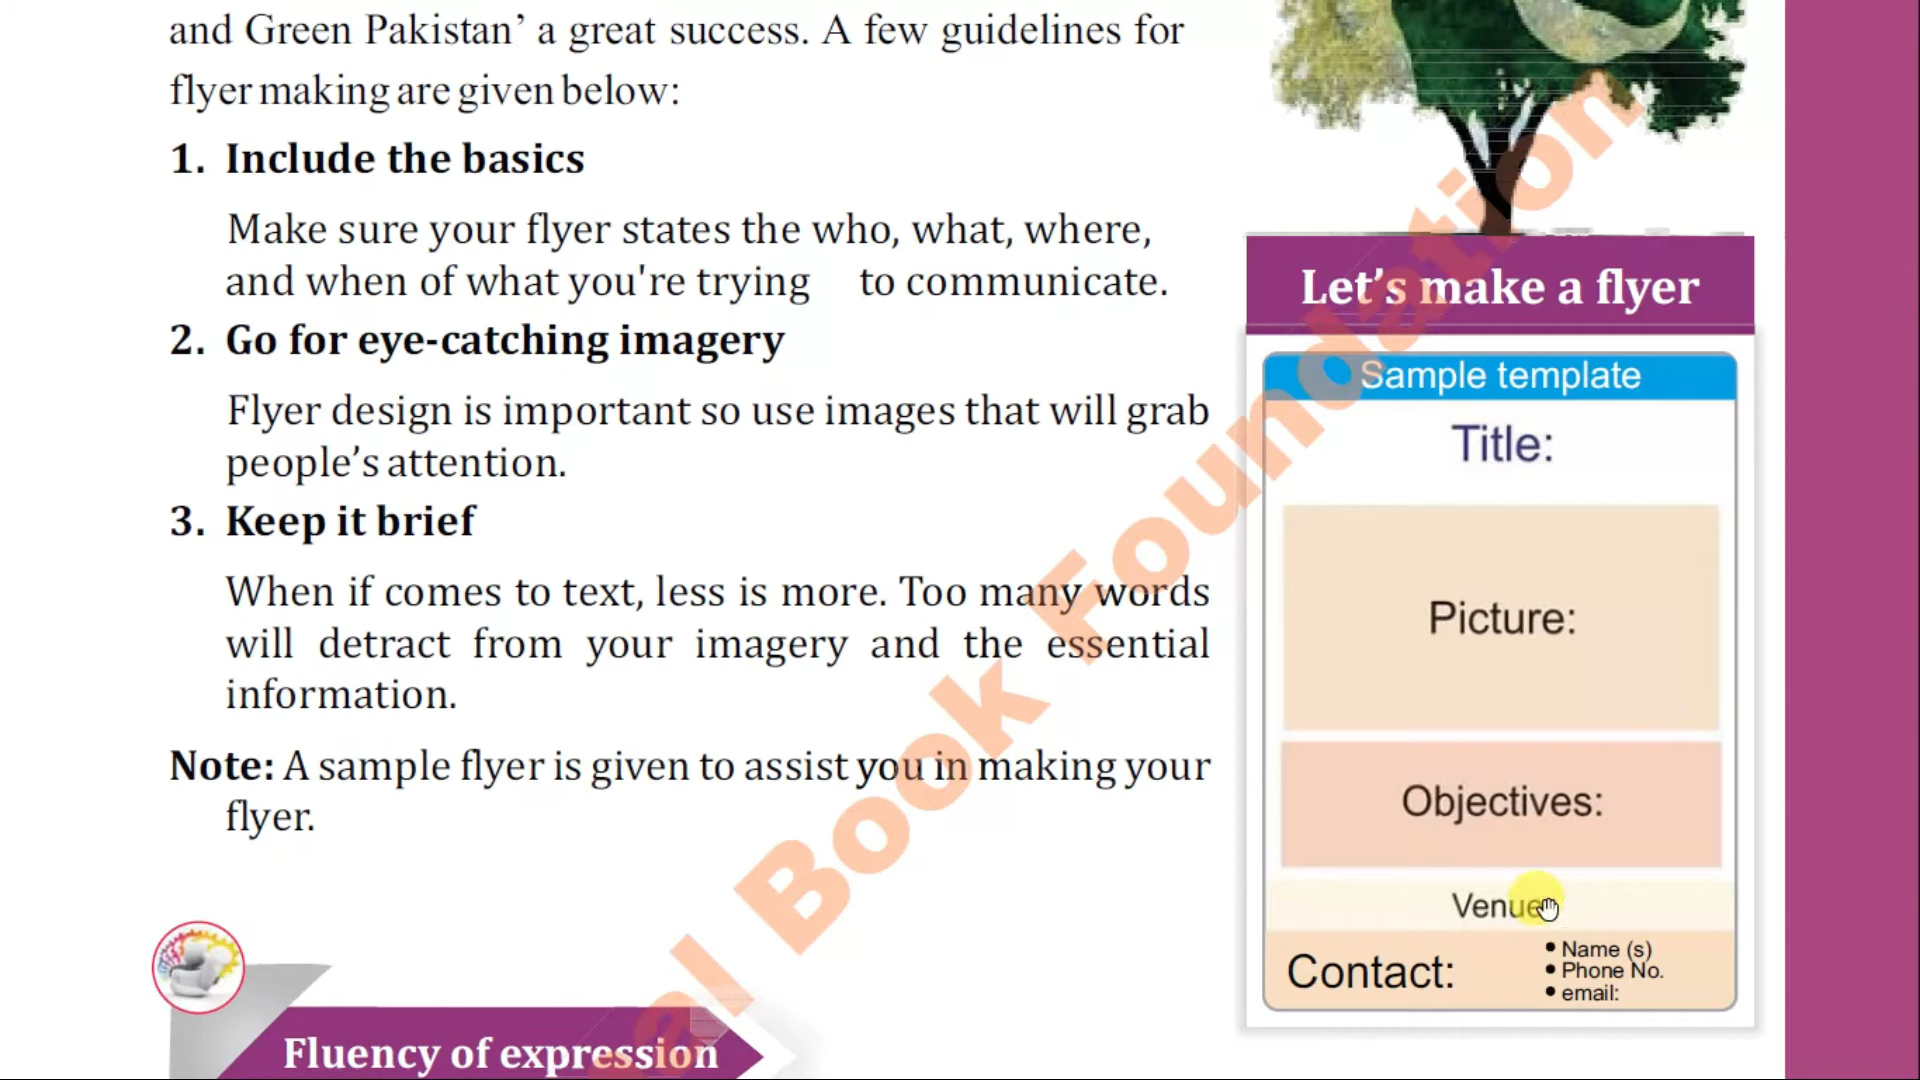 and Green Pakistan’ a great success. A few guidelines for
flyer making are given below:
1. Include the basics
Make sure your flyer states the who, what, where,
and when of what you're trying to communicate.
2. Go for eye-catching imagery
Flyer design is important so use images that will grab
people’s attention.
3. Keep it brief
When if comes to text, less is more. Too many words
will detract from your imagery and the essential
information.
Note: A sample flyer is given to assist you in making your
flyer.
Fluency of expression
Let’s make a flyer
Sample template
Title:
Picture:
Objectives:
Venue
Contact:
• Name (s)
• Phone No.
• email:
al Book Foundation